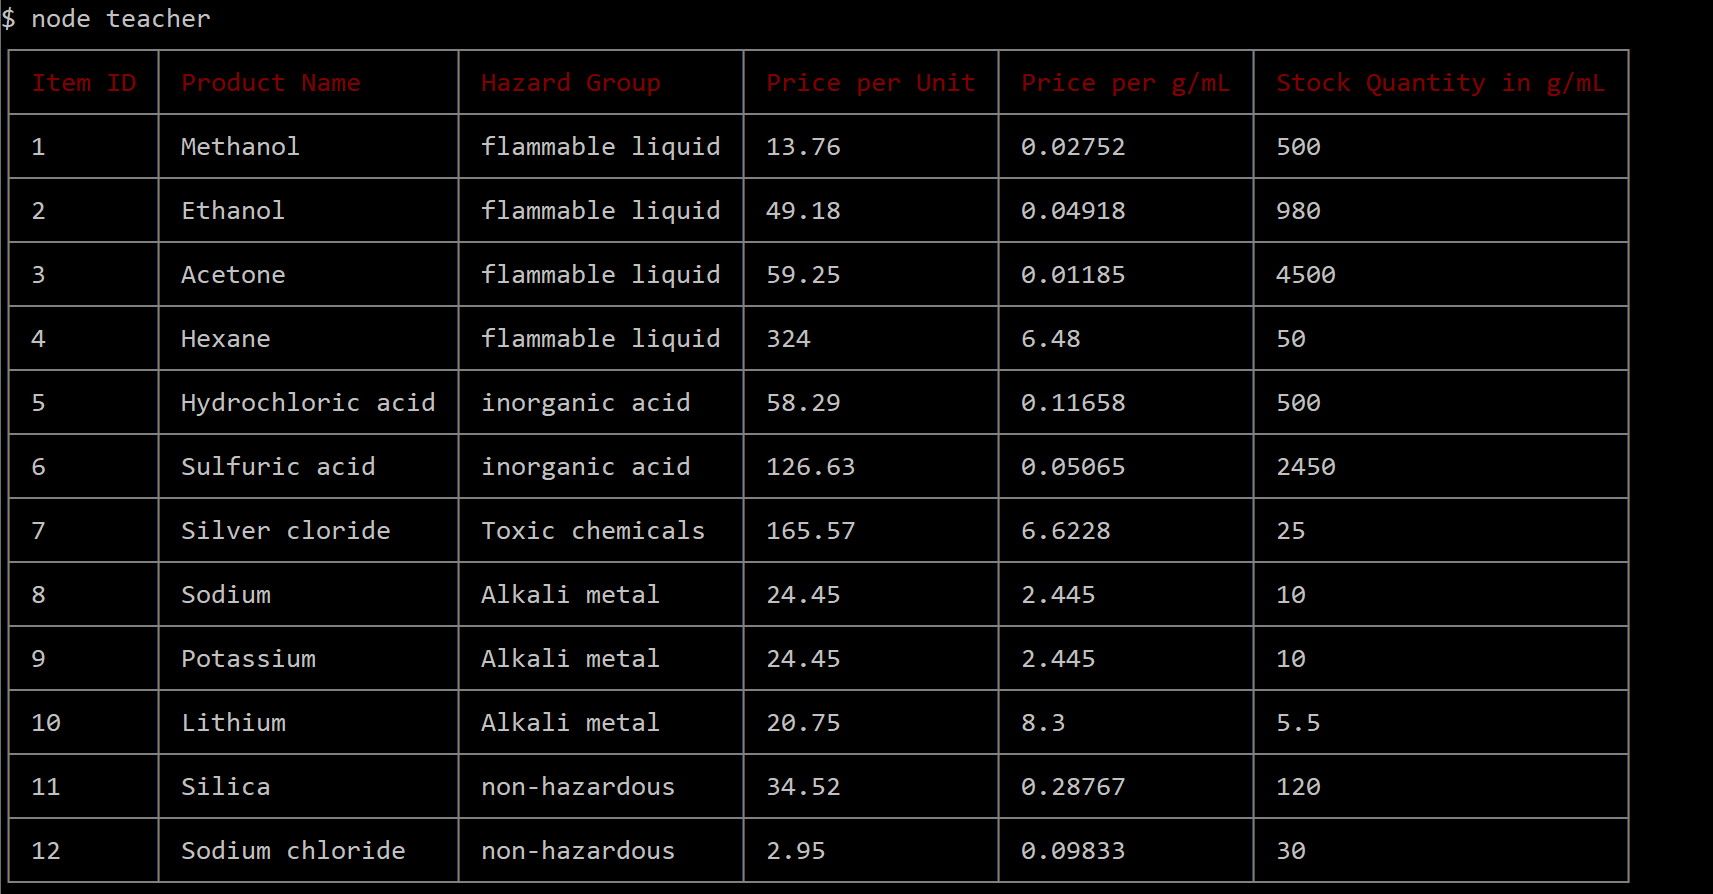 $ node teacher
Item ID Product Name Hazard Group Price per Unit Price per g/mL Stock Quantity in g/mL
1 Methanol flammable liquid 13.76 0.02752 500
2 Ethanol flammable liquid 49.18 0.04918 980
3 Acetone flammable liquid 59.25 0.01185 4500
4 Hexane flammable liquid 324 6.48 50
5 Hydrochloric acid inorganic acid 58.29 0.11658 500
6 Sulfuric acid inorganic acid 126.63 0.05065 2450
7 Silver cloride Toxic chemicals 165.57 6.6228 25
8 Sodium Alkali metal 24.45 2.445 10
9 Potassium Alkali metal 24.45 2.445 10
10 Lithium Alkali metal 20.75 8.3 5.5
11 Silica non-hazardous 34.52 0.28767 120
12 Sodium chloride non-hazardous 2.95 0.09833 30